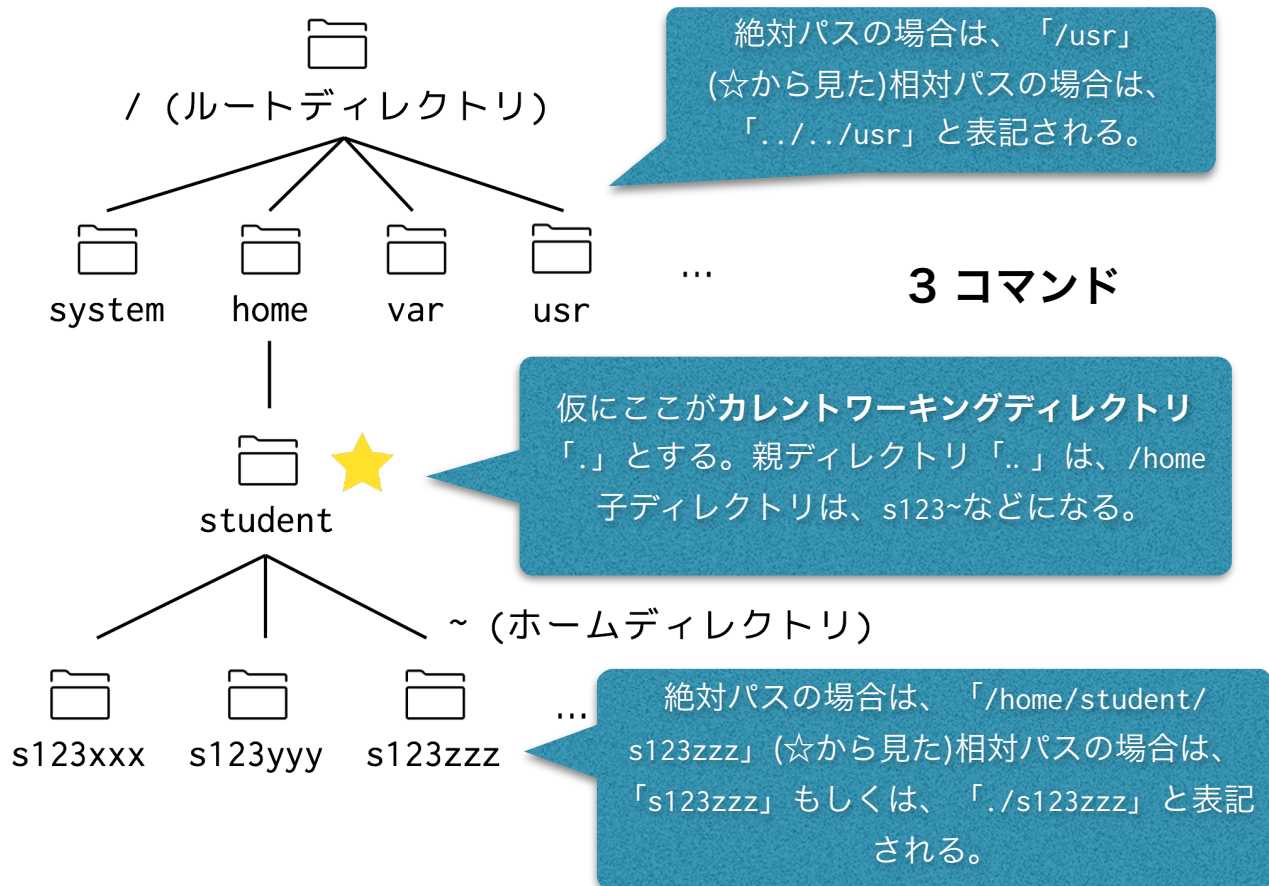 / (ルートディレクトリ)
絶対パスの場合は、「/usr」
(☆から見た)相対パスの場合は、
「../../usr」と表記される。
system home var usr …
3 コマンド
仮にここがカレントワーキングディレクトリ
「.」とする。親ディレクトリ「.. 」は、/home
子ディレクトリは、s123~などになる。
student
~ (ホームディレクトリ)
s123xxx s123yyy s123zzz …
絶対パスの場合は、「/home/student/
s123zzz」(☆から見た)相対パスの場合は、
「s123zzz」もしくは、「./s123zzz」と表記
される。